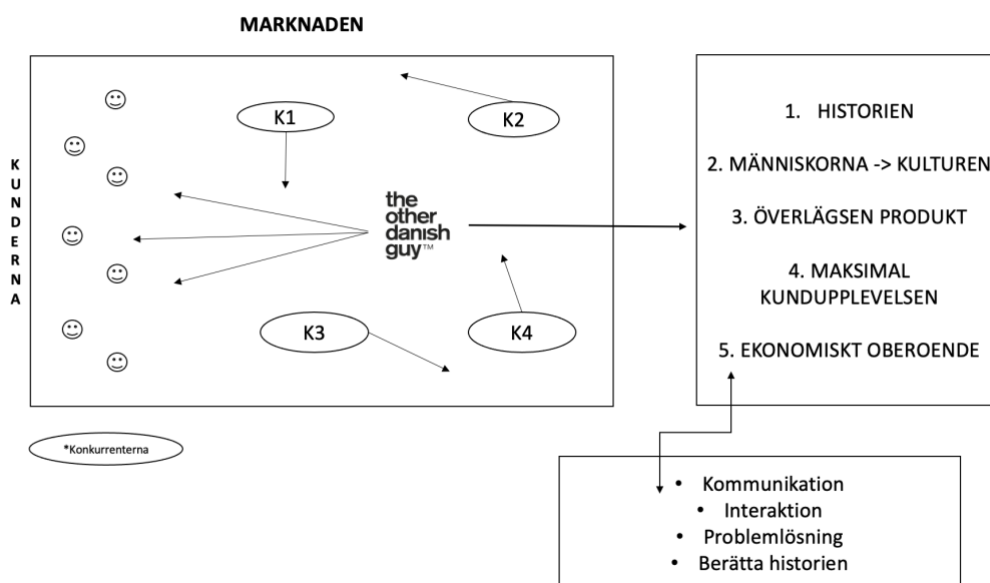 MARKNADEN
KUNDERNA
K1
K2
the
other
danish
guy™
K3
K4
*Konkurrenterna
1. HISTORIEN
2. MÄNNISKORNA -> KULTUREN
3. ÖVERLÄGSEN PRODUKT
4. MAKSIMAL
KUNDUPPLEVELSEN
5. EKONOMISKT OBEROENDE
• Kommunikation
• Interaktion
• Problemlösning
• Berätta historien